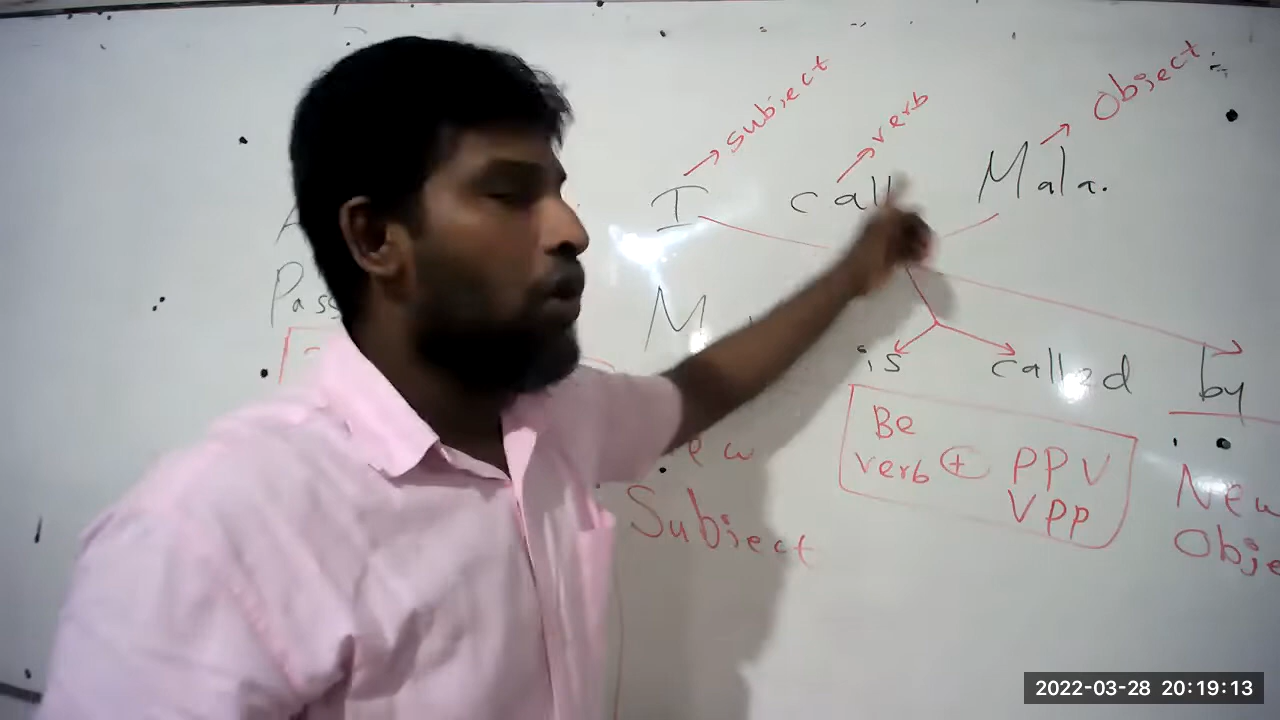 subject verb Object
I call Mala.
Pass
M is called by
Be
verb + PPV New
Subject VPP Obje
2022-03-28 20:19:13